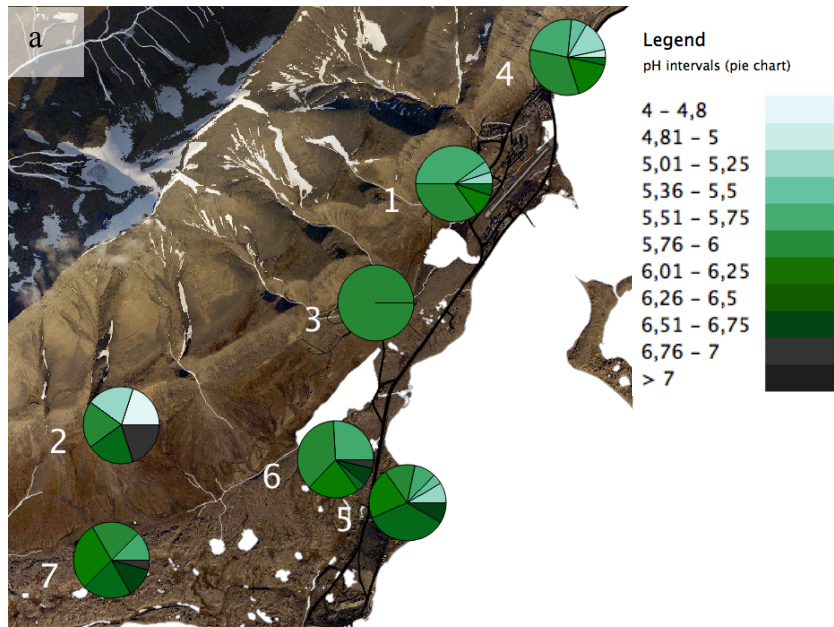 a
4
1
3
2
6
5
7
Legend
pH intervals (pie chart)
4 – 4,8
4,81 – 5
5,01 – 5,25
5,36 – 5,5
5,51 – 5,75
5,76 – 6
6,01 – 6,25
6,26 – 6,5
6,51 – 6,75
6,76 – 7
> 7